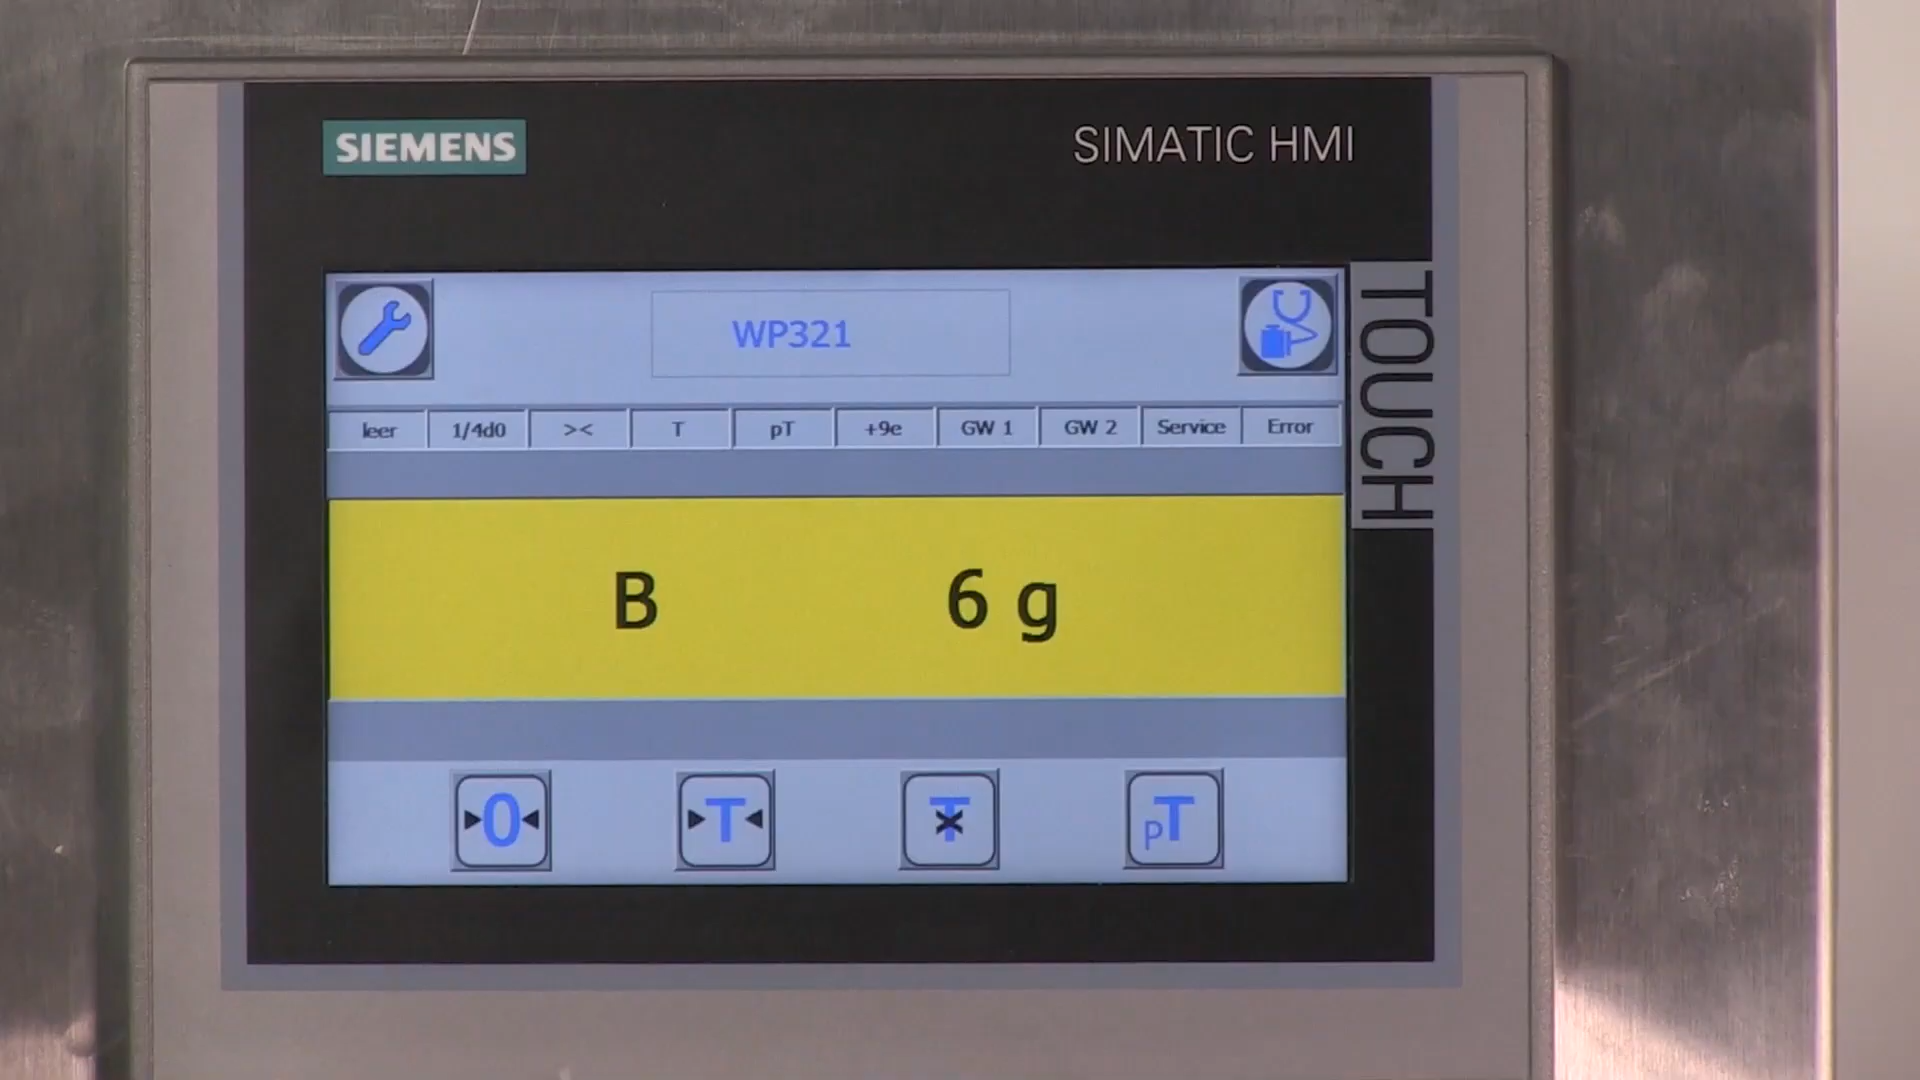 SIEMENS
SIMATIC HMI
TOUCH
WP321
leer 1/4d0 >< T pT +9e GW 1 GW 2 Service Error
B 6 g
0 T T pT